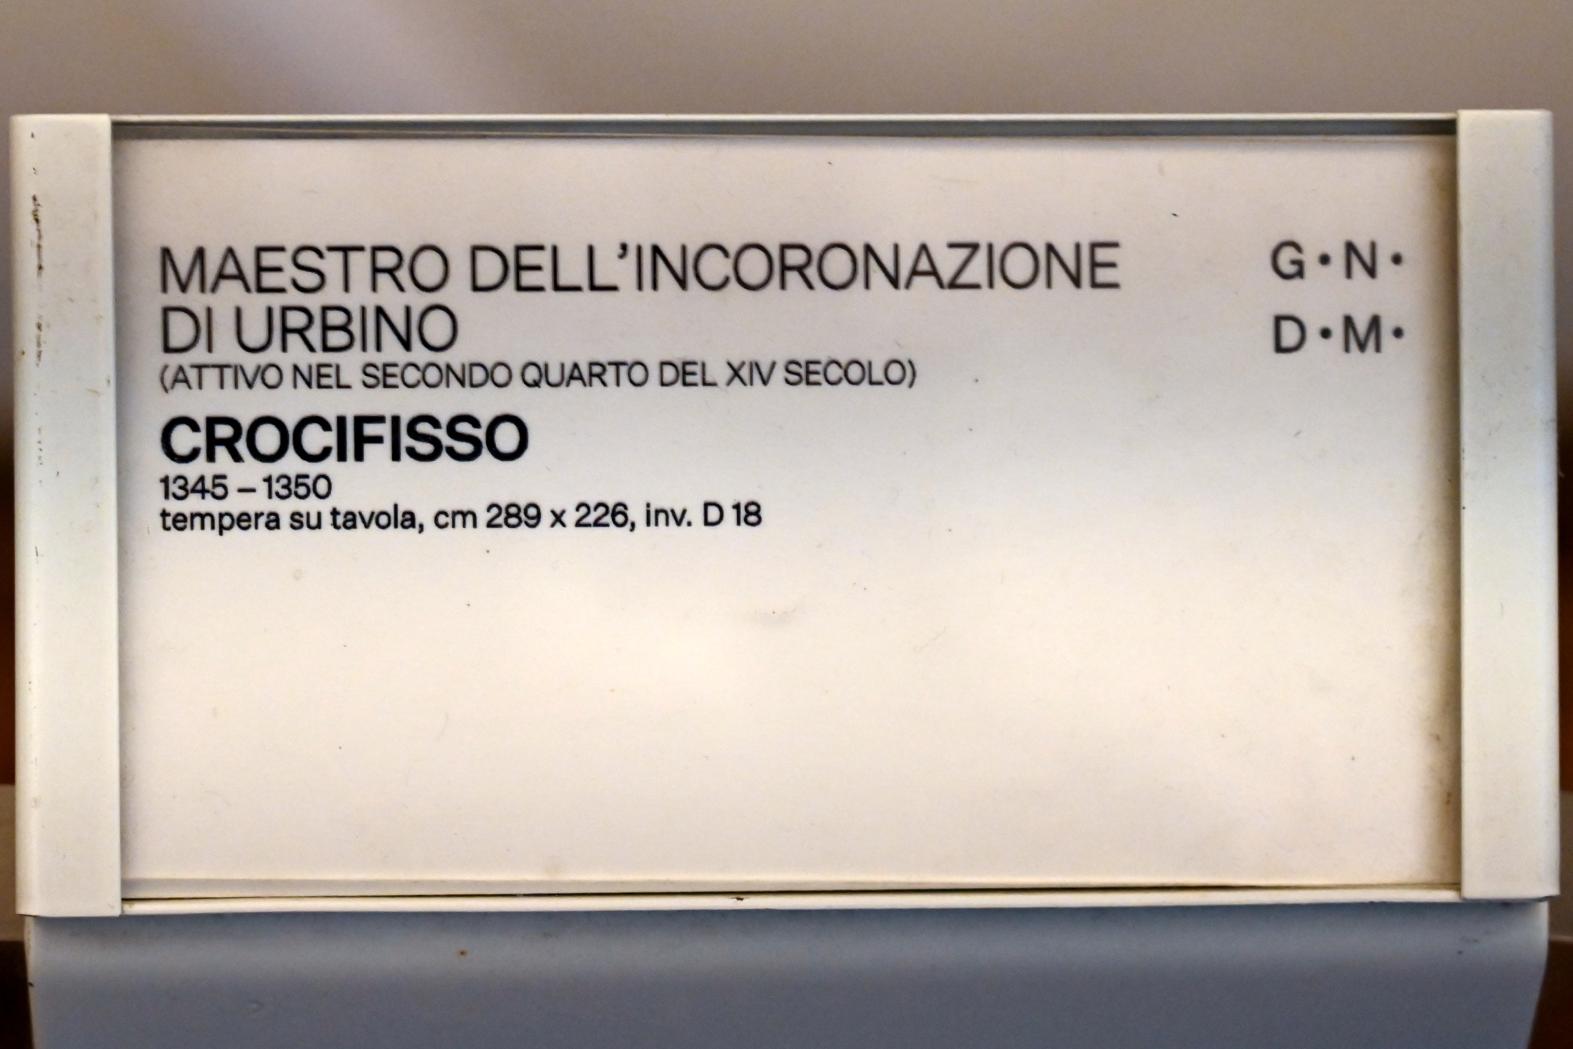 MAESTRO DELL'INCORONAZIONE
DI URBINO
(ATTIVO NEL SECONDO QUARTO DEL XIV SECOLO)
CROCIFISSO
1345 – 1350
tempera su tavola, cm 289 x 226, inv. D 18
G•N•
D•M•